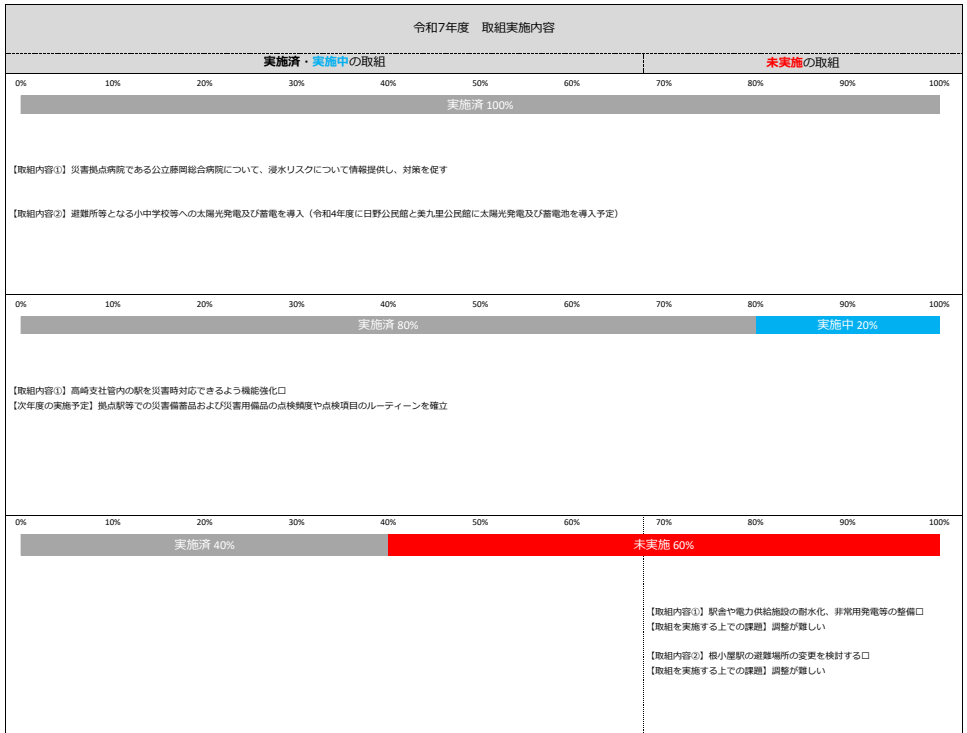 令和7年度　取組実施内容
実施済・実施中の取組
未実施の取組
0% 10% 20% 30% 40% 50% 60% 70% 80% 90% 100%
実施済 100%
【取組内容①】災害拠点病院である公立藤岡総合病院について、浸水リスクについて情報提供し、対策を促す
【取組内容②】避難所等となる小中学校等への太陽光発電及び蓄電を導入（令和4年度に日野公民館と美九里公民館に太陽光発電及び蓄電池を導入予定）
0% 10% 20% 30% 40% 50% 60% 70% 80% 90% 100%
実施済 80% 実施中 20%
【取組内容①】高崎支社管内の駅を災害時対応できるよう機能強化口
【次年度の実施予定】拠点駅等での災害備蓄品および災害用備品の点検頻度や点検項目のルーティーンを確立
0% 10% 20% 30% 40% 50% 60% 70% 80% 90% 100%
実施済 40% 未実施 60%
【取組内容①】駅舎や電力供給施設の耐水化、非常用発電等の整備口
【取組を実施する上での課題】調整が難しい
【取組内容②】根小屋駅の避難場所の変更を検討する口
【取組を実施する上での課題】調整が難しい